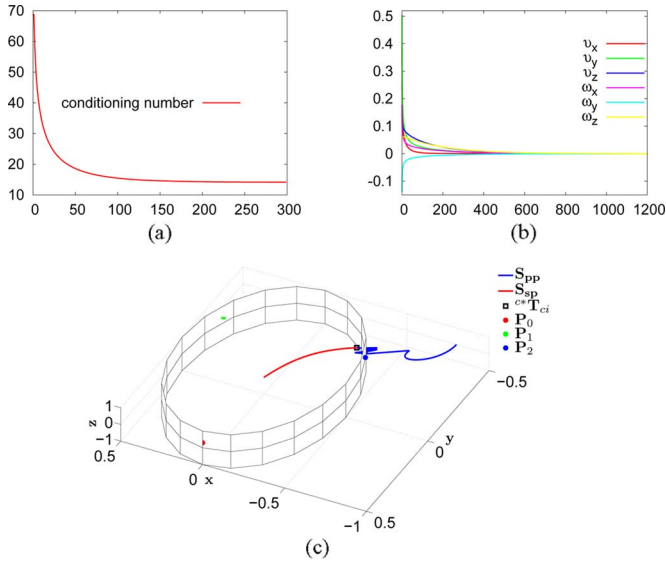 (a)
70
60
50
40
30
20
10
conditioning number
0 50 100 150 200 250 300
(b)
0.5
0.4
0.3
0.2
0.1
0
-0.1
υx
υy
υz
ωx
ωy
ωz
0 200 400 600 800 1000 1200
(a) (b)
Spp
Ssp
c*Tci
P0
P1
P2
−0.5
y
0
0.5
z
1
0
−1
0.5
0
x
−0.5
−1
(c)